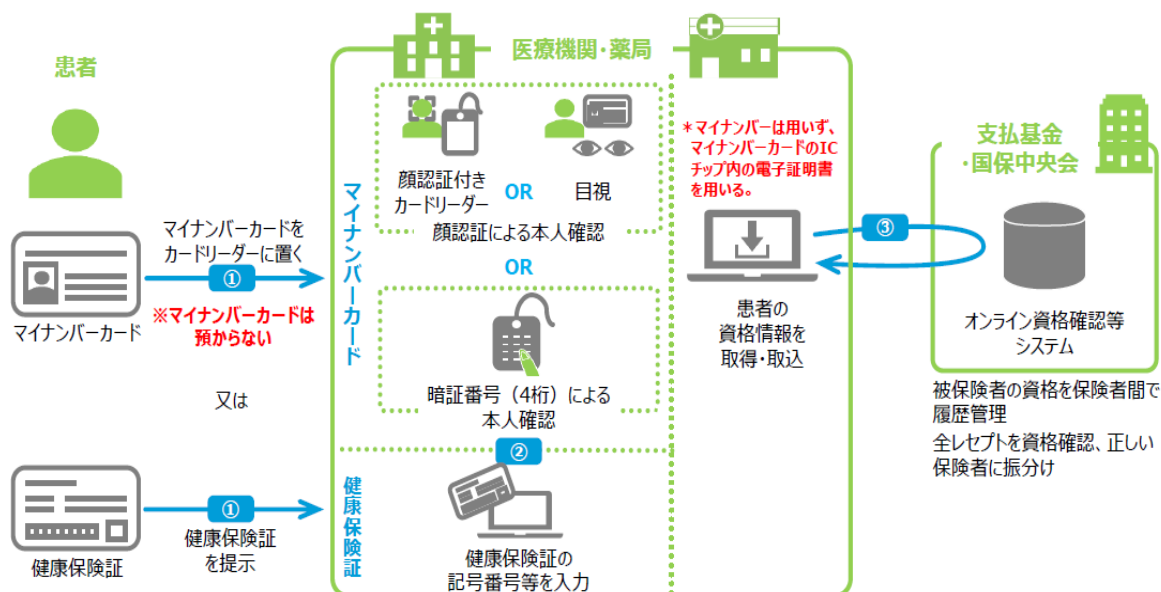 患者
マイナンバーカード
マイナンバーカードを
カードリーダーに置く
①
※マイナンバーカードは
預からない
又は
健康保険証
①
健康保険証
を提示
医療機関・薬局
マイナンバーカード
顔認証付き
カードリーダー
OR
目視
顔認証による本人確認
OR
暗証番号（4桁）による
本人確認
②
健康保険証
健康保険証の
記号番号等を入力
＊マイナンバーは用いず、
マイナンバーカードのIC
チップ内の電子証明書
を用いる。
患者の
資格情報を
取得・取込
③
支払基金
・国保中央会
オンライン資格確認等
システム
被保険者の資格を保険者間で
履歴管理
全レセプトを資格確認、正しい
保険者に振分け